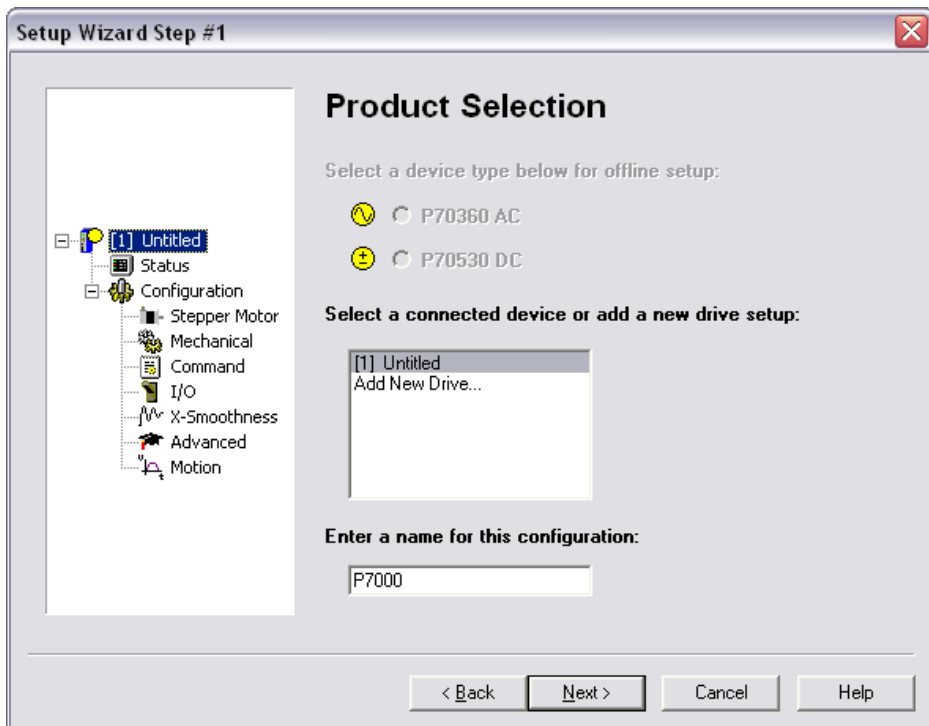 Setup Wizard Step #1
[1] Untitled
Status
Configuration
Stepper Motor
Mechanical
Command
I/O
X-Smoothness
Advanced
Motion
Product Selection
Select a device type below for offline setup:
P70360 AC
P70530 DC
Select a connected device or add a new drive setup:
[1] Untitled
Add New Drive...
Enter a name for this configuration:
P7000
< Back
Next >
Cancel
Help